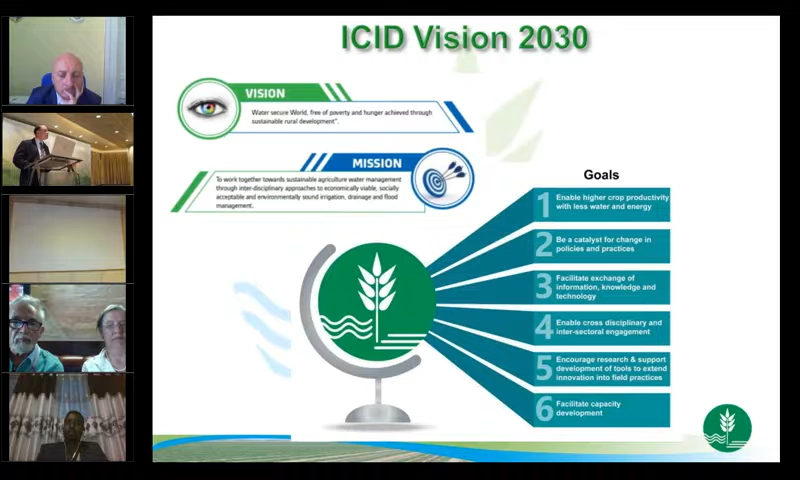 ICID Vision 2030
VISION
Water secure World, free of poverty and hunger achieved through
sustainable rural development".
MISSION
To work together towards sustainable agriculture water management
through inter-disciplinary approaches to economically viable, socially
acceptable and environmentally sound irrigation, drainage and flood
management.
Goals
1 Enable higher crop productivity
with less water and energy
2 Be a catalyst for change in
policies and practices
3 Facilitate exchange of
information, knowledge and
technology
4 Enable cross disciplinary and
inter-sectoral engagement
5 Encourage research & support
development of tools to extend
innovation into field practices
6 Facilitate capacity
development